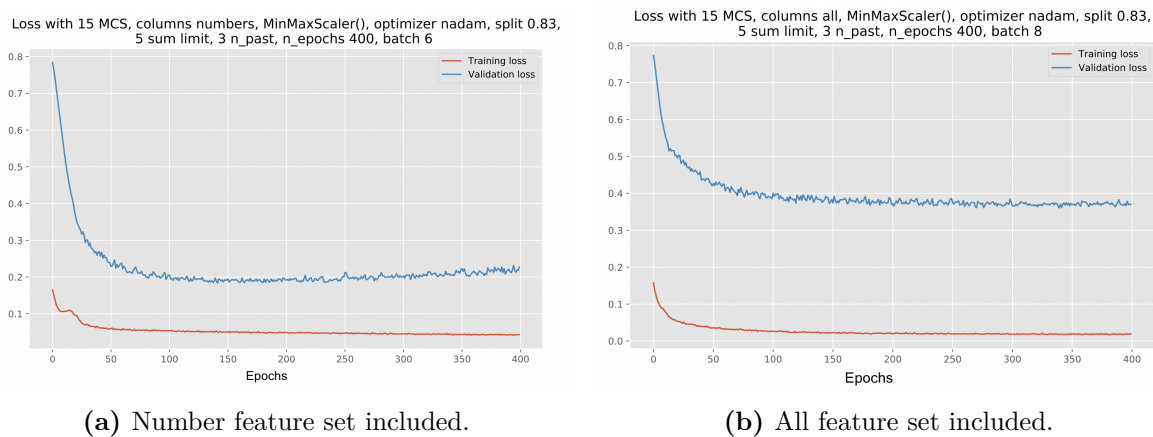 Loss with 15 MCS, columns numbers, MinMaxScaler(), optimizer nadam, split 0.83,
5 sum limit, 3 n_past, n_epochs 400, batch 6
Training loss
Validation loss
0.8
0.7
0.6
0.5
0.4
0.3
0.2
0.1
0 50 100 150 200 250 300 350 400
Epochs
(a) Number feature set included.
Loss with 15 MCS, columns all, MinMaxScaler(), optimizer nadam, split 0.83,
5 sum limit, 3 n_past, n_epochs 400, batch 8
Training loss
Validation loss
0.8
0.7
0.6
0.5
0.4
0.3
0.2
0.1
0.0
0 50 100 150 200 250 300 350 400
Epochs
(b) All feature set included.